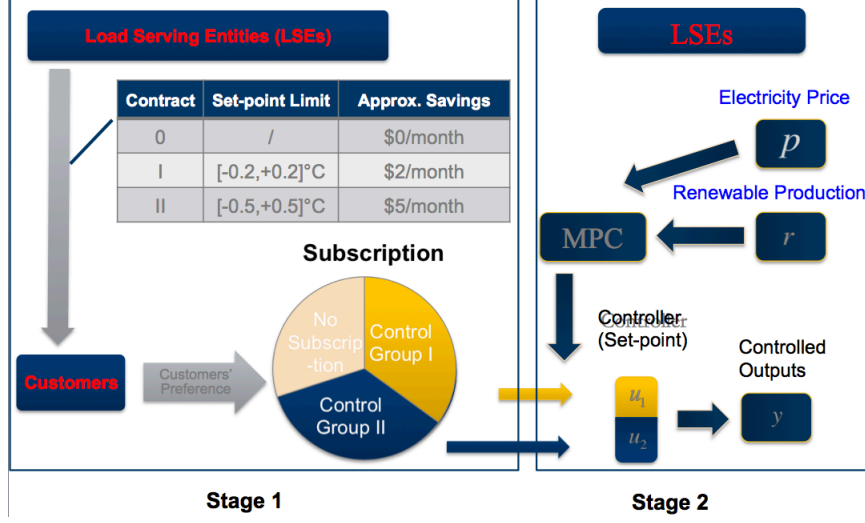 Load Serving Entities (LSEs)
LSEs
Contract Set-point Limit Approx. Savings
0 / $0/month
I [-0.2,+0.2]°C $2/month
II [-0.5,+0.5]°C $5/month
Electricity Price
p
Renewable Production
MPC
r
Subscription
No
Subscrip
-tion
Control
Group I
Control
Group II
Customers
Customers'
Preference
Controller
Controller
(Set-point)
u1
u2
Controlled
Outputs
y
Stage 1
Stage 2